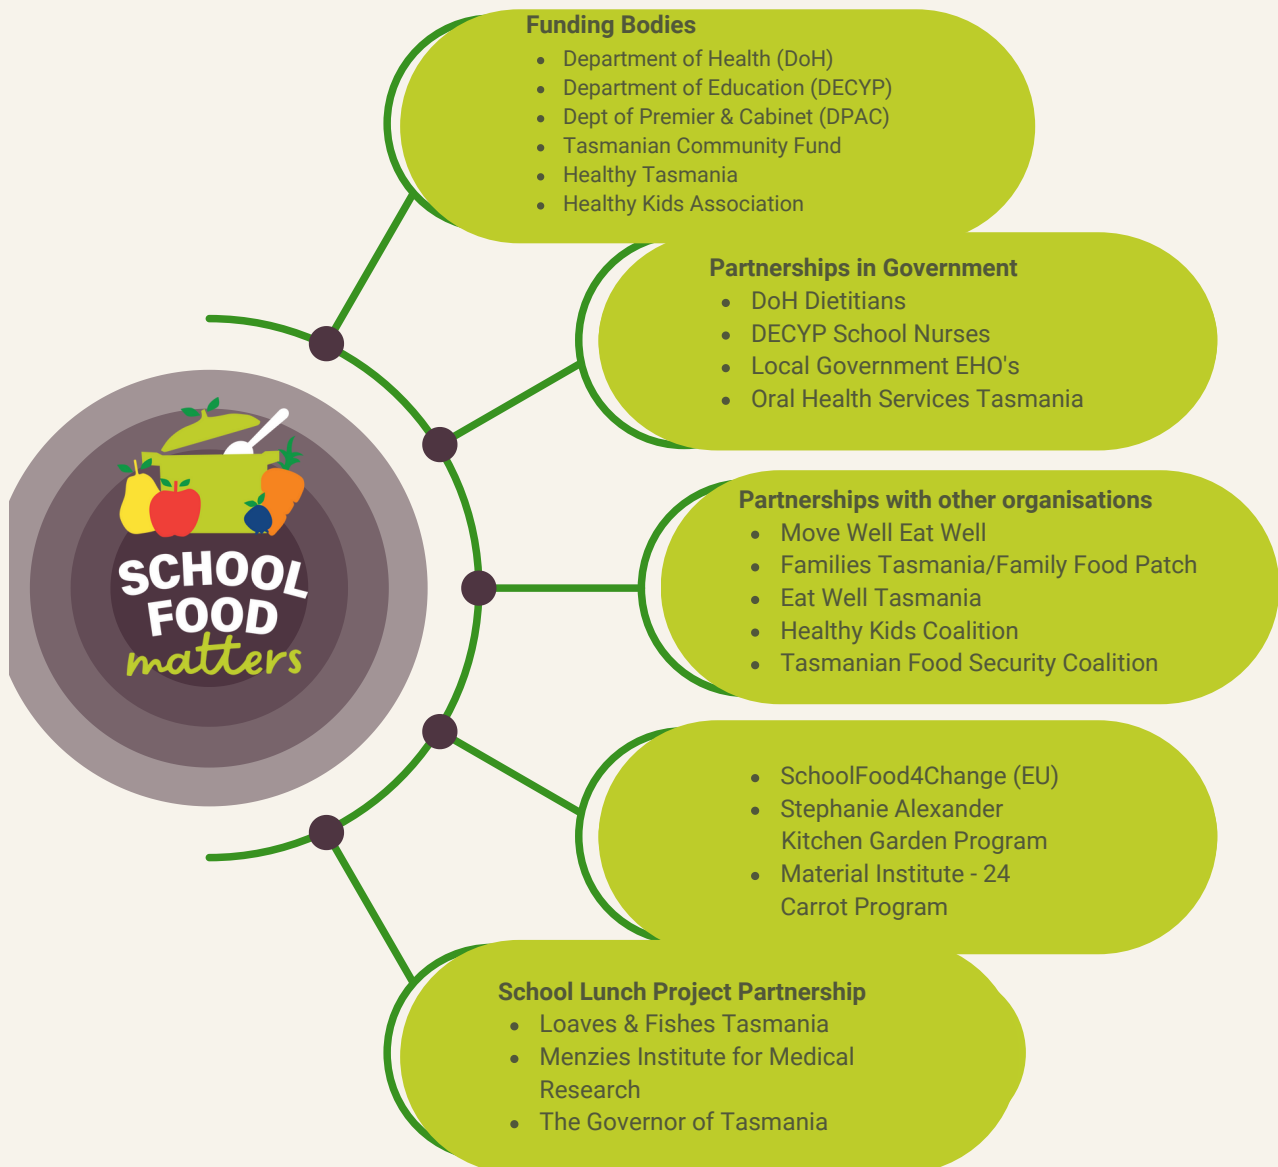 Funding Bodies
• Department of Health (DoH)
• Department of Education (DECYP)
• Dept of Premier & Cabinet (DPAC)
• Tasmanian Community Fund
• Healthy Tasmania
• Healthy Kids Association
Partnerships in Government
• DoH Dietitians
• DECYP School Nurses
• Local Government EHO's
• Oral Health Services Tasmania
SCHOOL
FOOD
matters
Partnerships with other organisations
• Move Well Eat Well
• Families Tasmania/Family Food Patch
• Eat Well Tasmania
• Healthy Kids Coalition
• Tasmanian Food Security Coalition
• SchoolFood4Change (EU)
• Stephanie Alexander
Kitchen Garden Program
• Material Institute - 24
Carrot Program
School Lunch Project Partnership
• Loaves & Fishes Tasmania
• Menzies Institute for Medical
Research
• The Governor of Tasmania